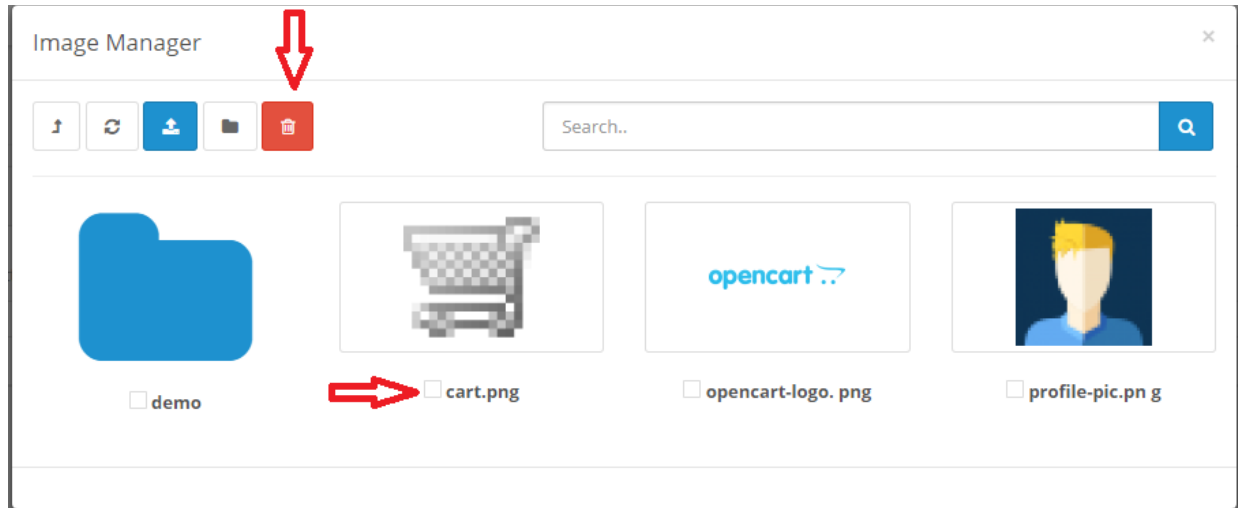 Image Manager
×
Search..
opencart
demo
cart.png
opencart-logo. png
profile-pic.pn g